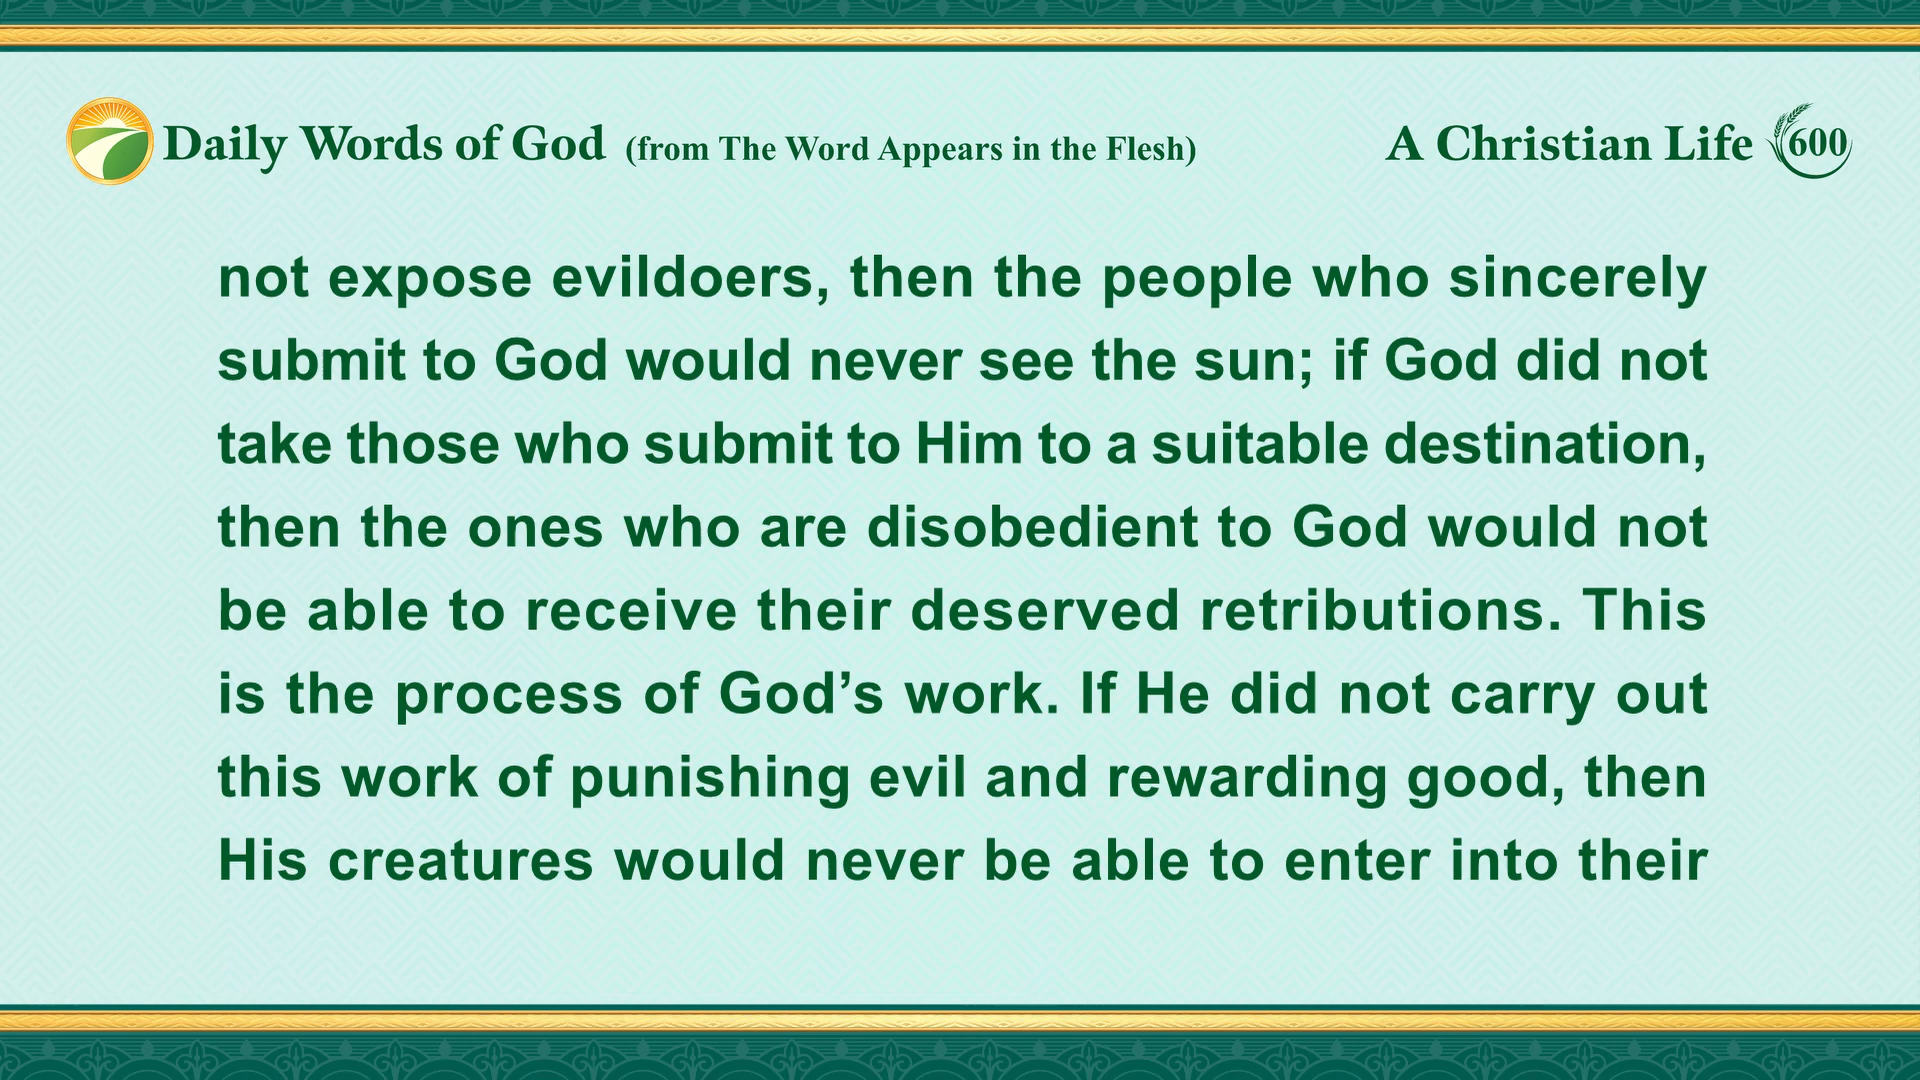 Daily Words of God (from The Word Appears in the Flesh)
A Christian Life 600
not expose evildoers, then the people who sincerely
submit to God would never see the sun; if God did not
take those who submit to Him to a suitable destination,
then the ones who are disobedient to God would not
be able to receive their deserved retributions. This
is the process of God’s work. If He did not carry out
this work of punishing evil and rewarding good, then
His creatures would never be able to enter into their